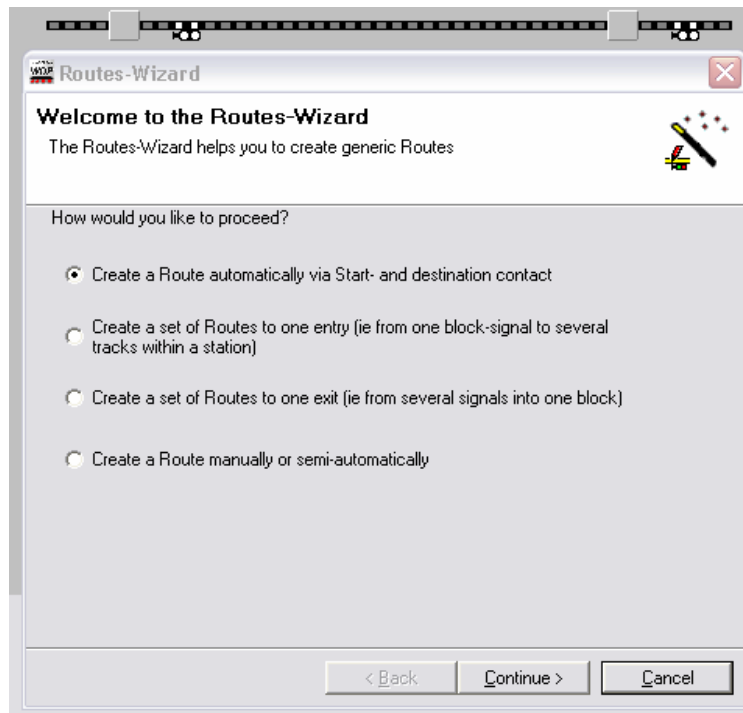 Routes-Wizard
Welcome to the Routes-Wizard
The Routes-Wizard helps you to create generic Routes
How would you like to proceed?
Create a Route automatically via Start- and destination contact
Create a set of Routes to one entry (ie from one block-signal to several
tracks within a station)
Create a set of Routes to one exit (ie from several signals into one block)
Create a Route manually or semi-automatically
< Back
Continue >
Cancel